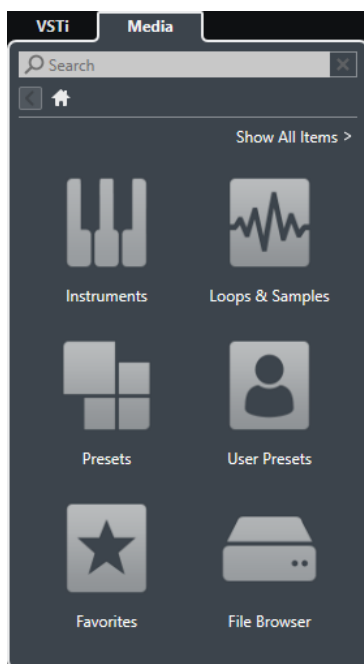 VSTi Media
Search
Show All Items >
Instruments Loops & Samples
Presets User Presets
Favorites File Browser